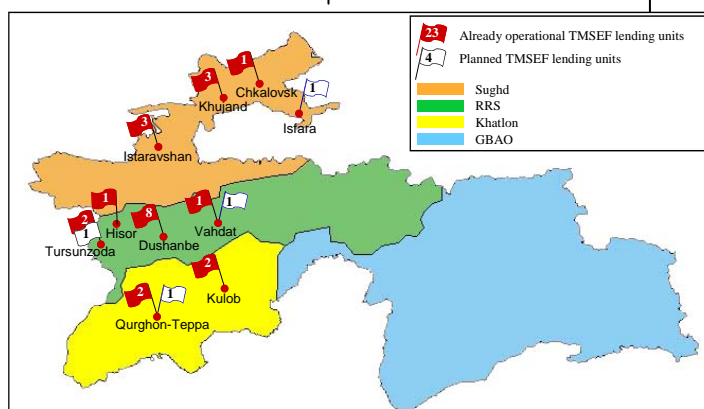 23 Already operational TMSEF lending units
4 Planned TMSEF lending units
Sughd
RRS
Khatlon
GBAO
1
Chkalovsk
3
Khujand
1
Isfara
3
Istaravshan
1
Hisor
2
1
Tursunzoda
8
Dushanbe
1
1
Vahdat
2
Kulob
2
1
Qurghon-Teppa